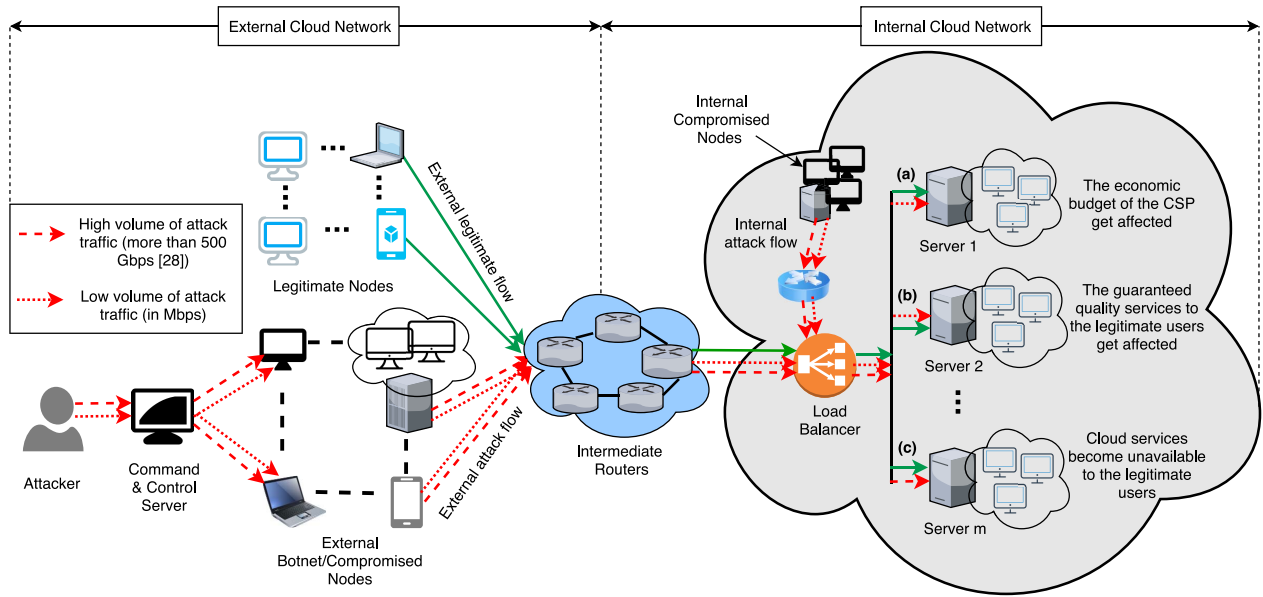 External Cloud Network
Internal Cloud Network
Internal
Compromised
Nodes
External legitimate flow
(a)
The economic
budget of the CSP
get affected
High volume of attack
traffic (more than 500
Gbps [28])
Low volume of attack
traffic (in Mbps)
Legitimate Nodes
Internal
attack flow
Server 1
(b)
The guaranteed
quality services to
the legitimate users
get affected
Server 2
Attacker
Command
& Control
Server
External attack flow
Intermediate
Routers
Load
Balancer
(c)
Cloud services
become unavailable
to the legitimate
users
Server m
External
Botnet/Compromised
Nodes